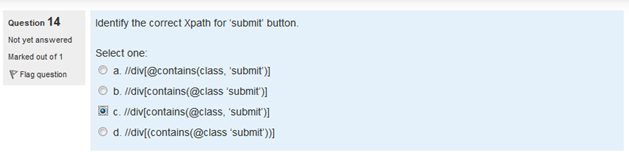 Question 14
Not yet answered
Marked out of 1
Flag question
Identify the correct Xpath for 'submit' button.
Select one:
a. //div[@contains(class, 'submit')]
b. //div[contains(@class 'submit')]
c. //div[contains(@class, 'submit')]
d. //div[(contains(@class 'submit'))]